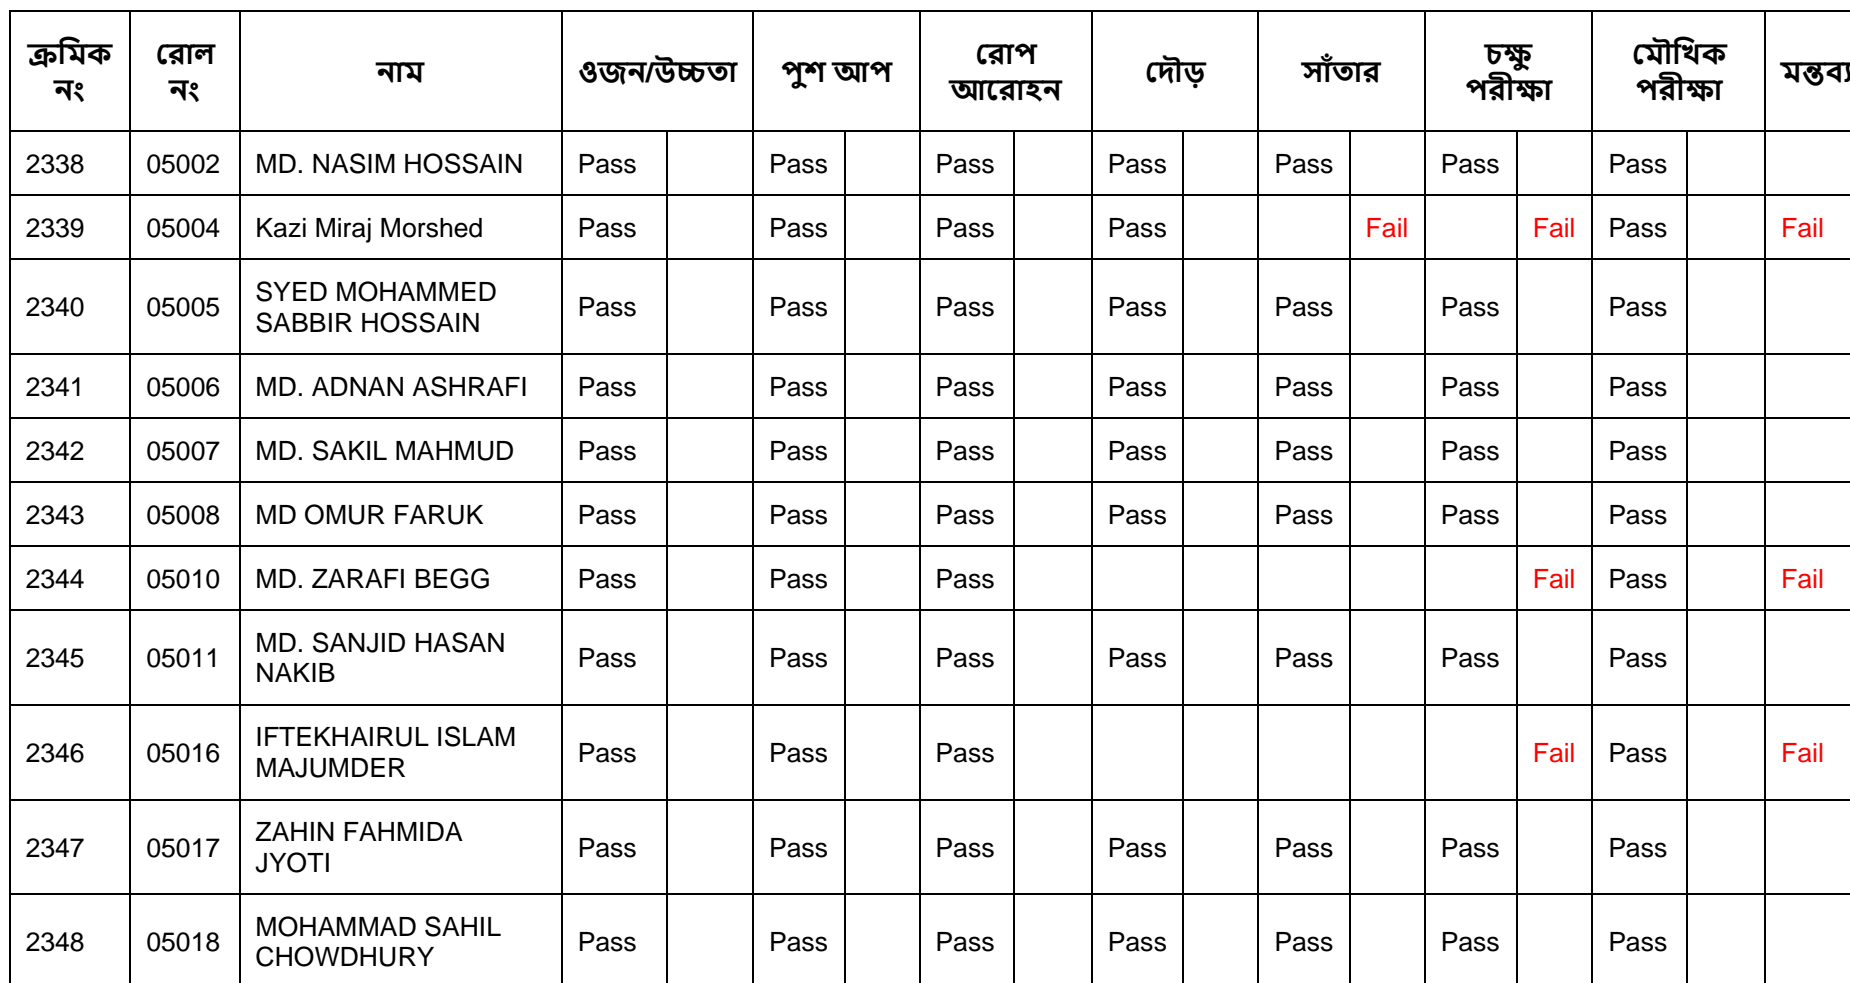 ক্রমিক নং রোল নং নাম ওজন/উচ্চতা পুশ আপ রোপ আরোহন দৌড় সাঁতার চক্ষু পরীক্ষা মৌখিক পরীক্ষা মন্তব্য
2338 05002 MD. NASIM HOSSAIN Pass Pass Pass Pass Pass Pass Pass
2339 05004 Kazi Miraj Morshed Pass Pass Pass Pass Fail Fail Pass Fail
2340 05005 SYED MOHAMMED SABBIR HOSSAIN Pass Pass Pass Pass Pass Pass Pass
2341 05006 MD. ADNAN ASHRAFI Pass Pass Pass Pass Pass Pass Pass
2342 05007 MD. SAKIL MAHMUD Pass Pass Pass Pass Pass Pass Pass
2343 05008 MD OMUR FARUK Pass Pass Pass Pass Pass Pass Pass
2344 05010 MD. ZARAFI BEGG Pass Pass Pass Fail Pass Fail
2345 05011 MD. SANJID HASAN NAKIB Pass Pass Pass Pass Pass Pass Pass
2346 05016 IFTEKHAIRUL ISLAM MAJUMDER Pass Pass Pass Fail Pass Fail
2347 05017 ZAHIN FAHMIDA JYOTI Pass Pass Pass Pass Pass Pass Pass
2348 05018 MOHAMMAD SAHIL CHOWDHURY Pass Pass Pass Pass Pass Pass Pass